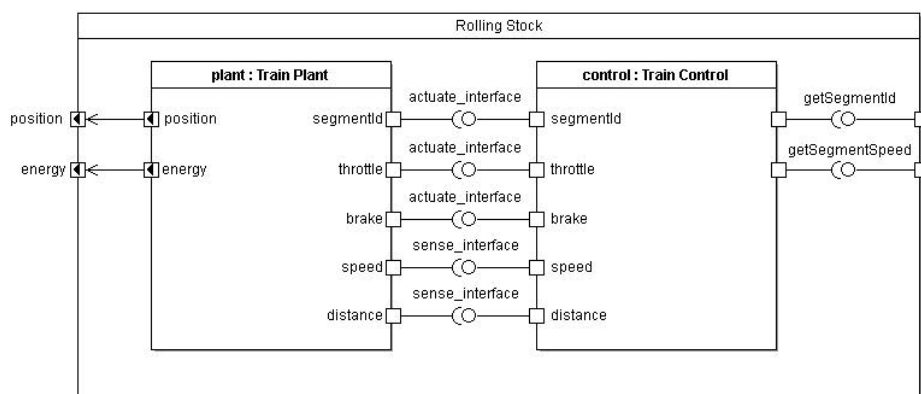 Rolling Stock
plant : Train Plant
control : Train Control
actuate_interface
getSegmentId
position
position
segmentId
segmentId
actuate_interface
getSegmentSpeed
energy
energy
throttle
throttle
actuate_interface
brake
brake
sense_interface
speed
speed
sense_interface
distance
distance